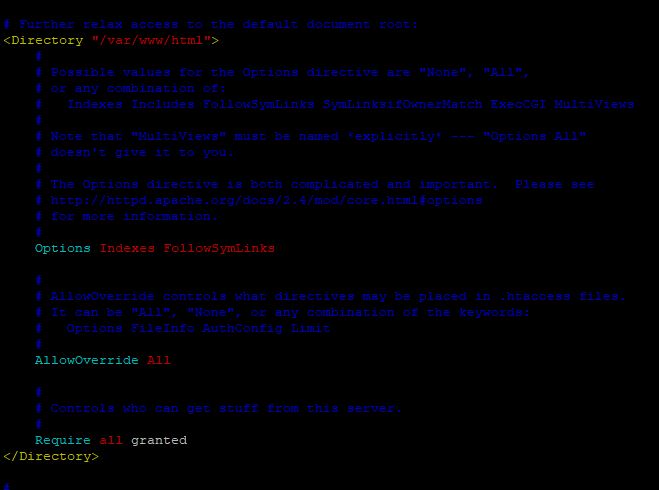 # Further relax access to the default document root:
<Directory "/var/www/html">
    #
    # Possible values for the Options directive are "None", "All",
    # or any combination of:
    #   Indexes Includes FollowSymLinks SymLinksifOwnerMatch ExecCGI MultiViews
    #
    # Note that "MultiViews" must be named *explicitly* --- "Options All"
    # doesn't give it to you.
    #
    # The Options directive is both complicated and important.  Please see
    # http://httpd.apache.org/docs/2.4/mod/core.html#options
    # for more information.
    #
    Options Indexes FollowSymLinks

    #
    # AllowOverride controls what directives may be placed in .htaccess files.
    # It can be "All", "None", or any combination of the keywords:
    #   Options FileInfo AuthConfig Limit
    #
    AllowOverride All

    #
    # Controls who can get stuff from this server.
    #
    Require all granted
</Directory>

#